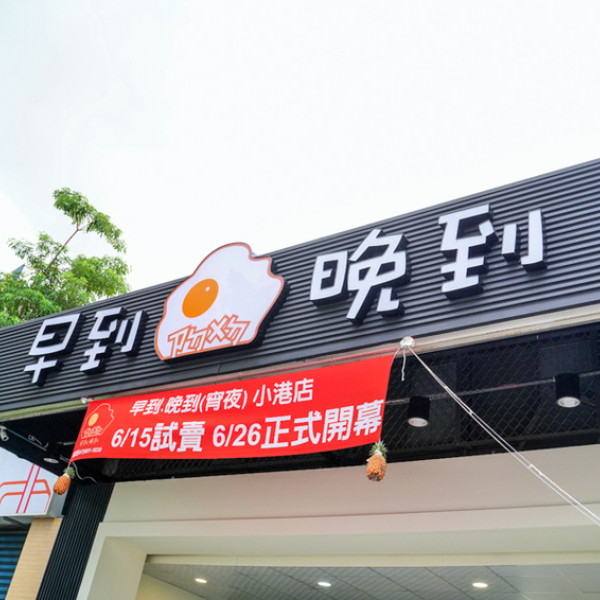 早到 晚到
早到.晚到(宵夜) 小港店
6/15試賣 6/26正式開幕